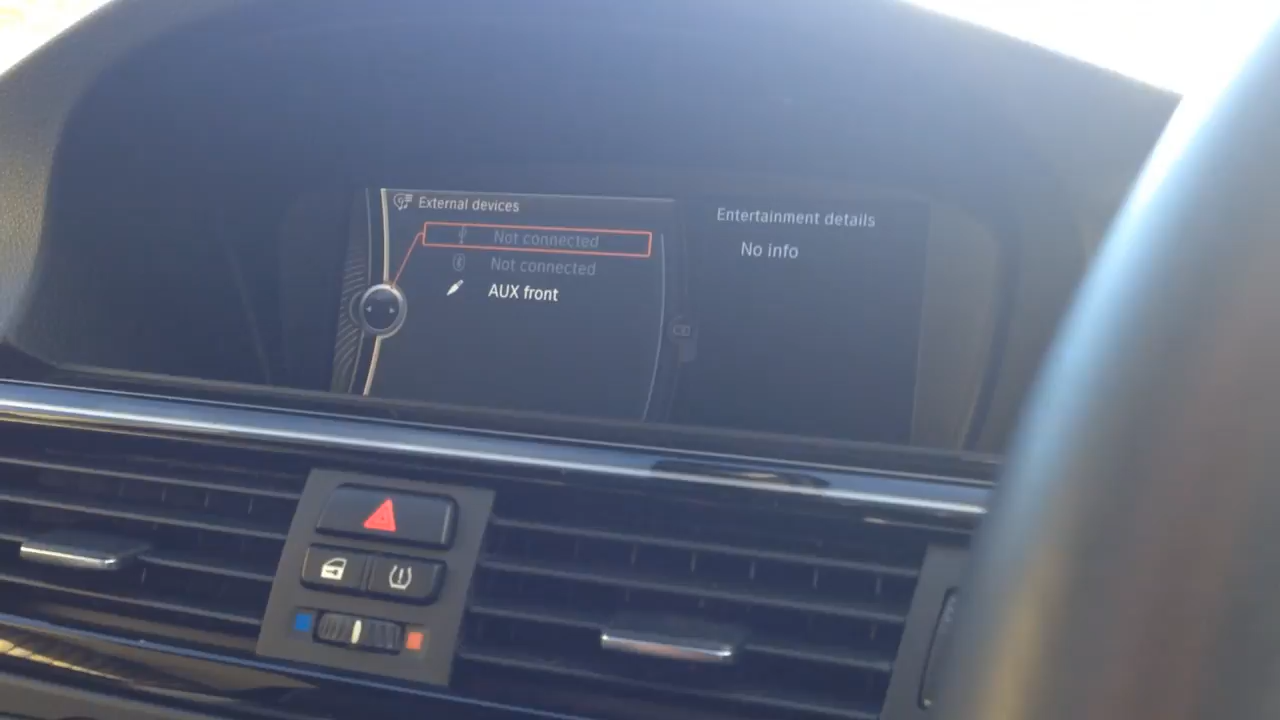 External devices
Not connected
Not connected
AUX front
Entertainment details
No info